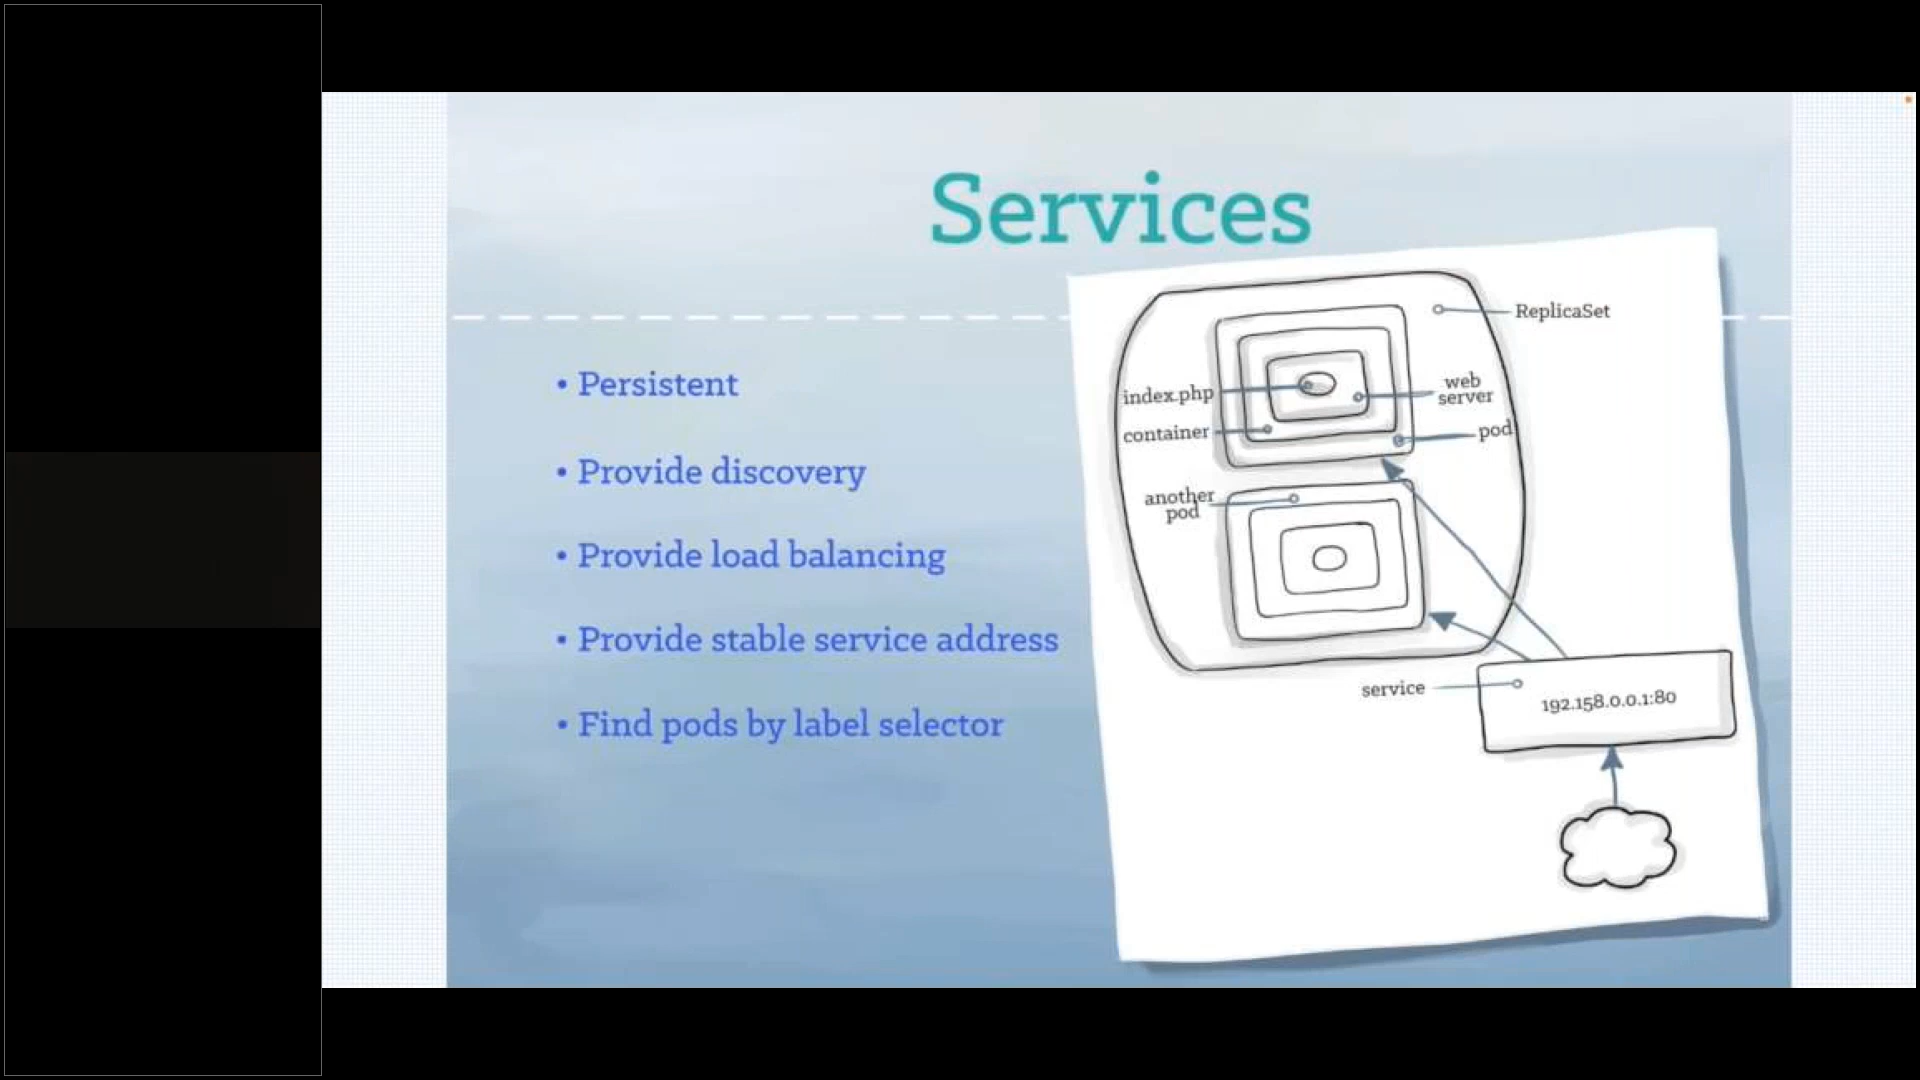 Services
• Persistent
• Provide discovery
• Provide load balancing
• Provide stable service address
• Find pods by label selector
ReplicaSet
index.php
web
server
container
pod
another
pod
service
192.158.0.0.1:80